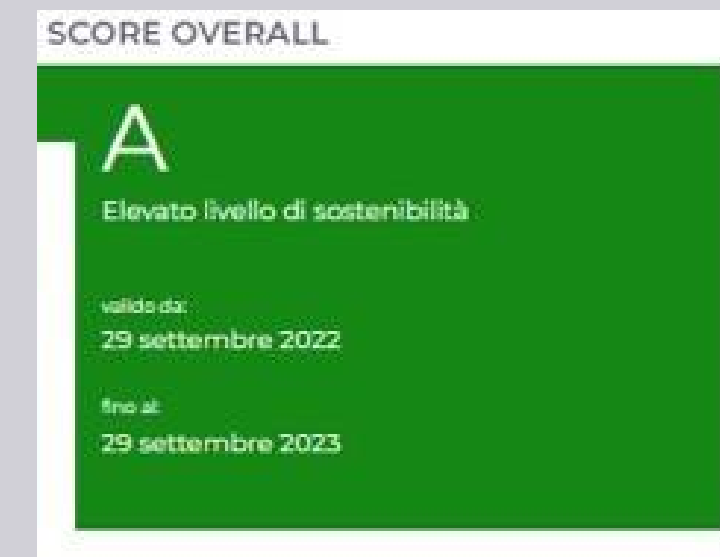 SCORE OVERALL
A
Elevato livello di sostenibilità
valido da:
29 settembre 2022
fino al:
29 settembre 2023